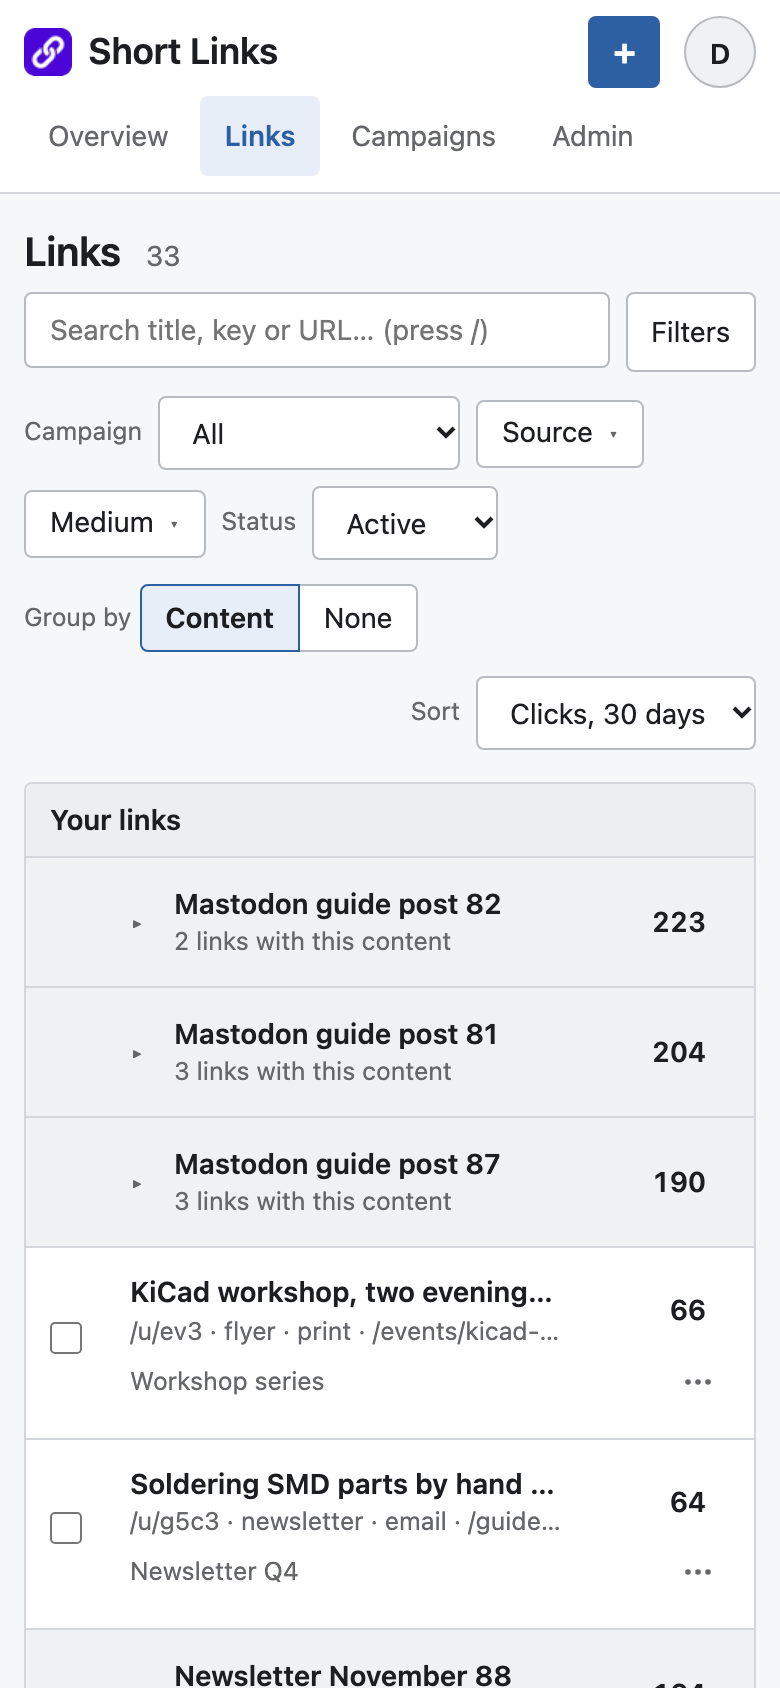 Short Links
+
D
Overview
Links
Campaigns
Admin
Links 33
Search title, key or URL... (press /)
Filters
Campaign
All
Source
Medium
Status
Active
Group by
Content
None
Sort
Clicks, 30 days
Your links
Mastodon guide post 82
2 links with this content
223
Mastodon guide post 81
3 links with this content
204
Mastodon guide post 87
3 links with this content
190
KiCad workshop, two evening...
/u/ev3 · flyer · print · /events/kicad-...
Workshop series
66
Soldering SMD parts by hand ...
/u/g5c3 · newsletter · email · /guide...
Newsletter Q4
64
Newsletter November 88